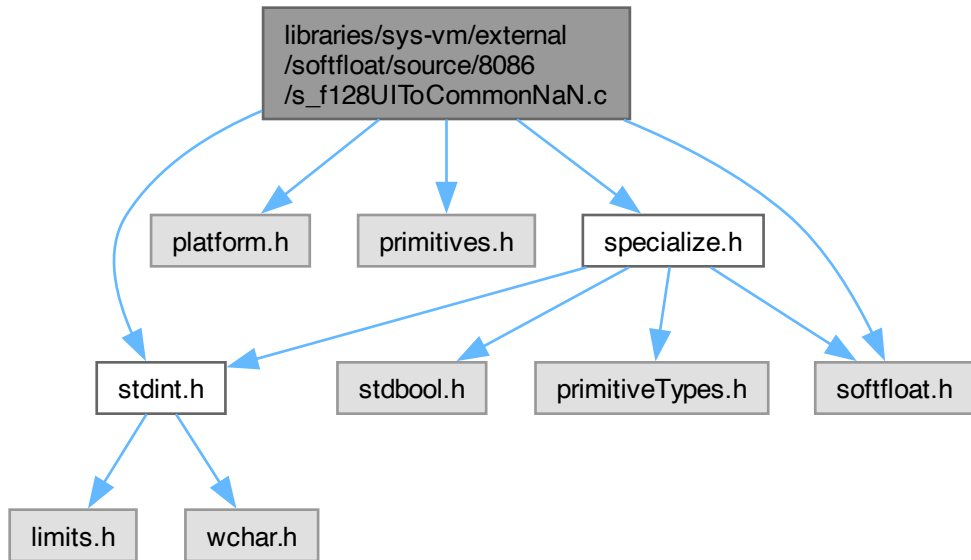 libraries/sys-vm/external
/softfloat/source/8086
/s_f128UIToCommonNaN.c
platform.h
primitives.h
specialize.h
stdint.h
stdbool.h
primitiveTypes.h
softfloat.h
limits.h
wchar.h